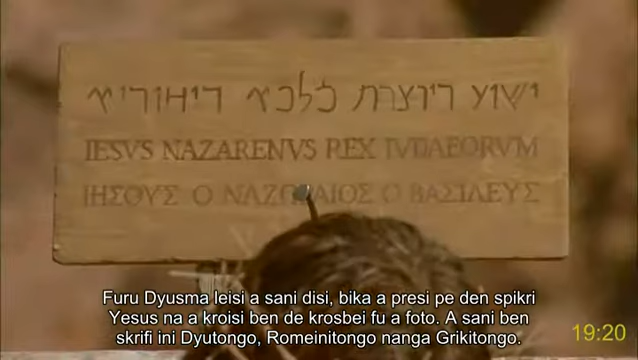 ישוע
IESVS NAZARENVS REX IVDAEORVM
ΙΗΣΟΥΣ Ο ΝΑΖΩΡΑΙΟΣ Ο ΒΑΣΙΛΕΥΣ
Furu Dyusma leisi a sani disi, bika a presi pe den spikri
Yesus na a kroisi ben de krosbei fu a foto. A sani ben
skrifi ini Dyutongo, Romeinitongo nanga Grikitongo.
19:20